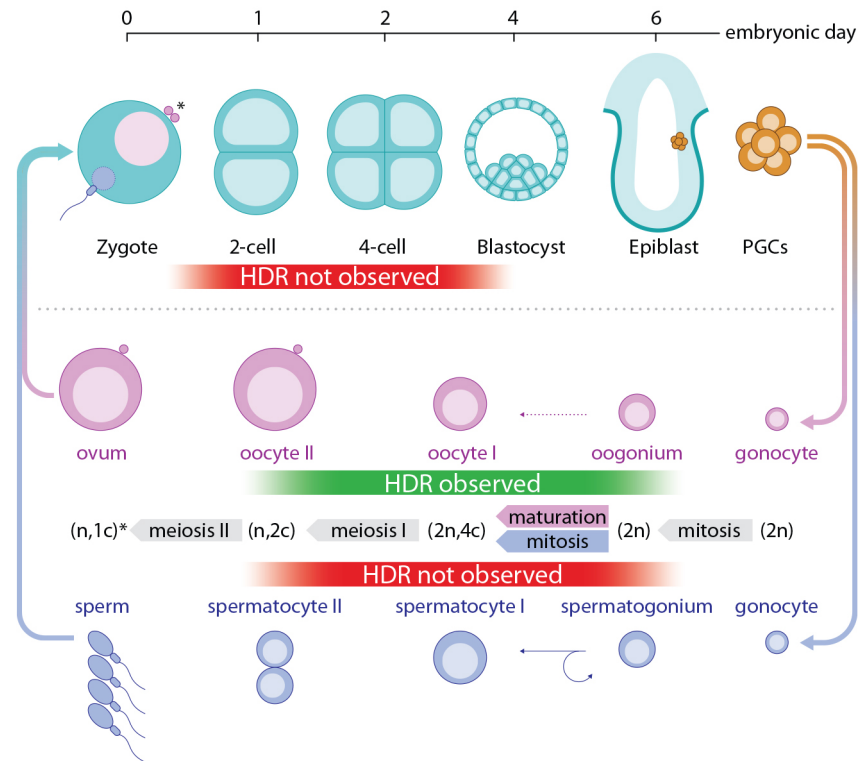 0 1 2 4 6
embryonic day
*
Zygote 2-cell 4-cell Blastocyst Epiblast PGCs
HDR not observed
ovum oocyte II oocyte I oogonium gonocyte
HDR observed
maturation
(n,1c)* meiosis II (n,2c) meiosis I (2n,4c) mitosis (2n) mitosis (2n)
HDR not observed
sperm spermatocyte II spermatocyte I spermatogonium gonocyte